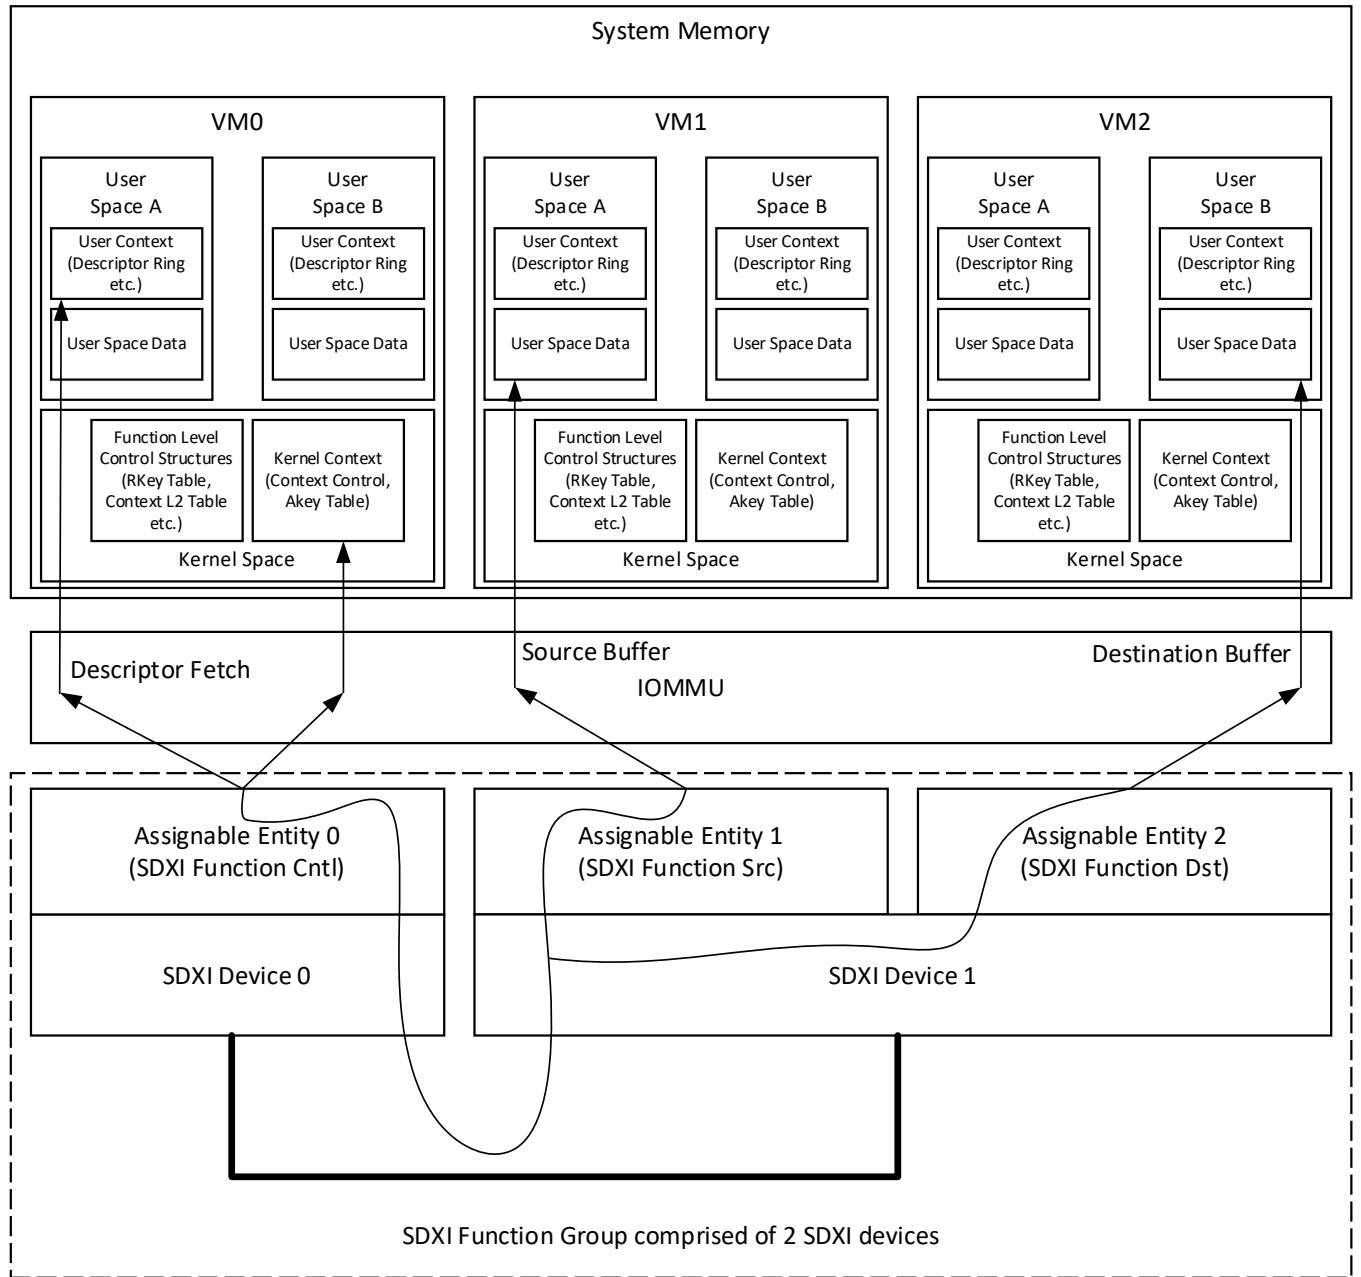 System Memory
VM0
User
Space A
User Context
(Descriptor Ring
etc.)
User Space Data
User
Space B
User Context
(Descriptor Ring
etc.)
User Space Data
Function Level
Control Structures
(RKey Table,
Context L2 Table
etc.)
Kernel Context
(Context Control,
Akey Table)
Kernel Space
VM1
User
Space A
User Context
(Descriptor Ring
etc.)
User Space Data
User
Space B
User Context
(Descriptor Ring
etc.)
User Space Data
Function Level
Control Structures
(RKey Table,
Context L2 Table
etc.)
Kernel Context
(Context Control,
Akey Table)
Kernel Space
VM2
User
Space A
User Context
(Descriptor Ring
etc.)
User Space Data
User
Space B
User Context
(Descriptor Ring
etc.)
User Space Data
Function Level
Control Structures
(RKey Table,
Context L2 Table
etc.)
Kernel Context
(Context Control,
Akey Table)
Kernel Space
Descriptor Fetch
Source Buffer
IOMMU
Destination Buffer
Assignable Entity 0
(SDXI Function Cntl)
Assignable Entity 1
(SDXI Function Src)
Assignable Entity 2
(SDXI Function Dst)
SDXI Device 0
SDXI Device 1
SDXI Function Group comprised of 2 SDXI devices